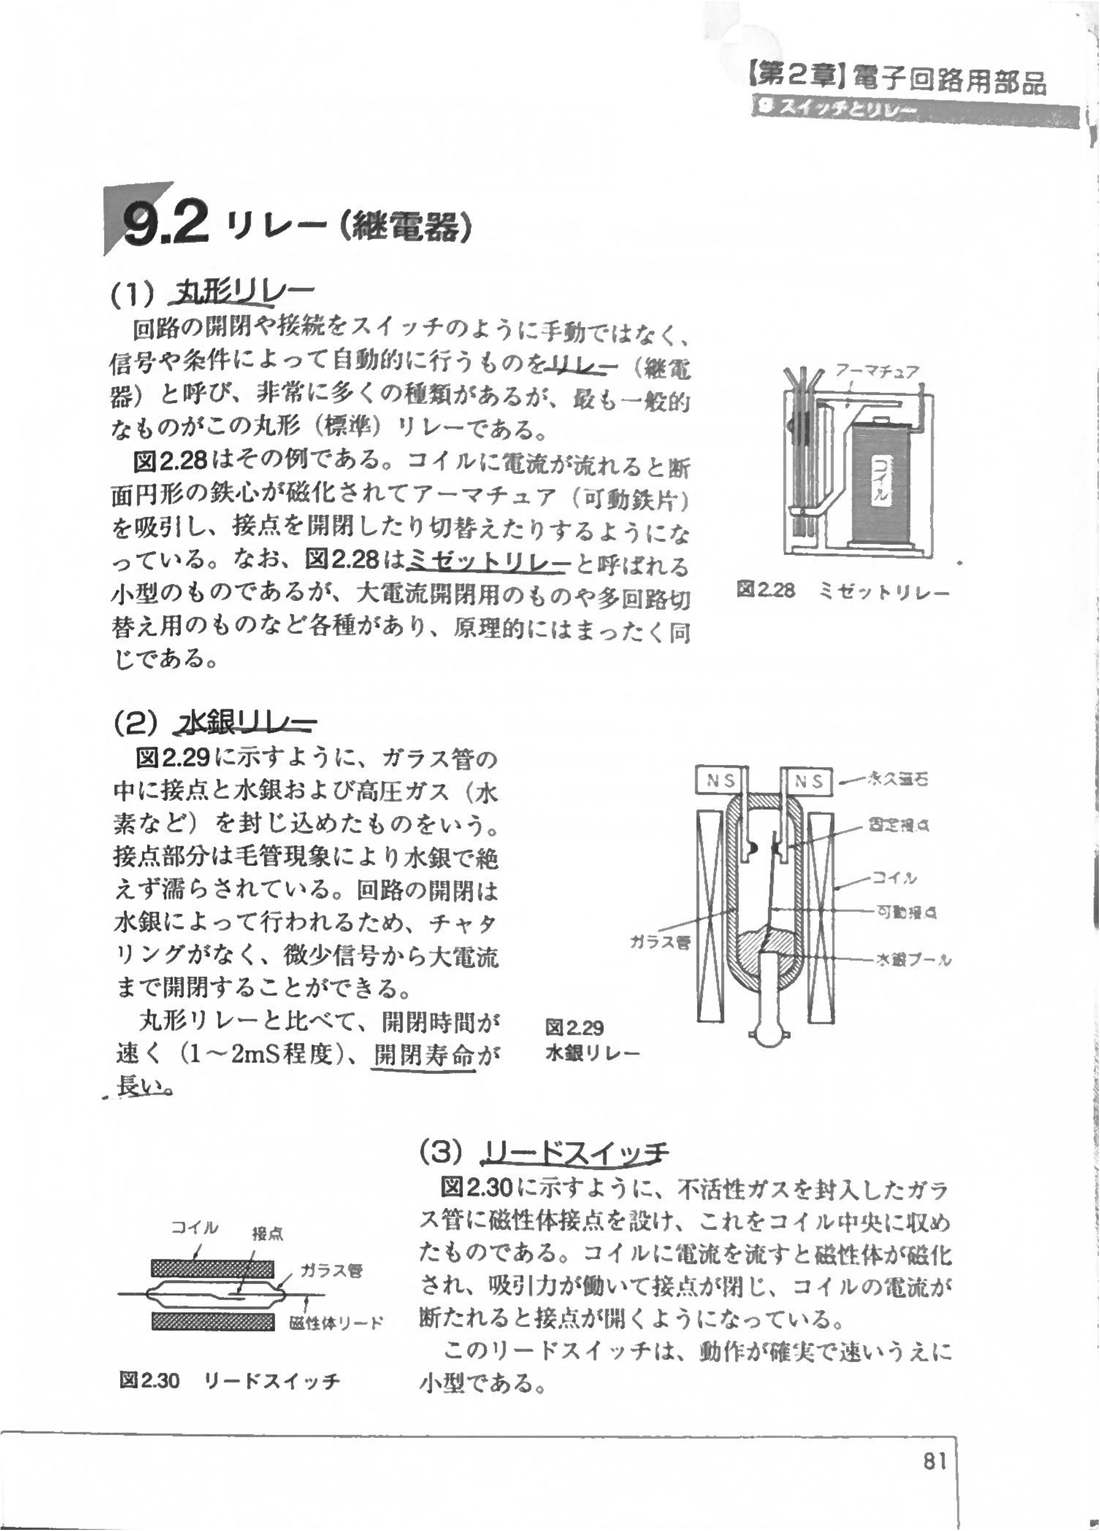 【第2章】電子回路用部品
9 スイッチとリレー
9.2 リレー(継電器)
(1) 丸形リレー
回路の開閉や接続をスイッチのように手動ではなく、
信号や条件によって自動的に行うものをリレー（継電
器）と呼び、非常に多くの種類があるが、最も一般的
なものがこの丸形（標準）リレーである。
図2.28はその例である。コイルに電流が流れると断
面円形の鉄心が磁化されてアーマチュア（可動鉄片）
を吸引し、接点を開閉したり切替えたりするようにな
っている。なお、図2.28はミゼットリレーと呼ばれる
小型のものであるが、大電流開閉用のものや多回路切
替え用のものなど各種があり、原理的にはまったく同
じである。
アーマチュア
コイル
図2.28 ミゼットリレー
(2) 水銀リレー
図2.29に示すように、ガラス管の
中に接点と水銀および高圧ガス（水
素など）を封じ込めたものをいう。
接点部分は毛管現象により水銀で絶
えず濡らされている。回路の開閉は
水銀によって行われるため、チャタ
リングがなく、微少信号から大電流
まで開閉することができる。
丸形リレーと比べて、開閉時間が
速く（1～2mS程度）、開閉寿命が
長い。
N S
N S
永久磁石
固定接点
コイル
可動接点
ガラス管
水銀プール
図2.29
水銀リレー
(3) リードスイッチ
図2.30に示すように、不活性ガスを封入したガラ
ス管に磁性体接点を設け、これをコイル中央に収め
たものである。コイルに電流を流すと磁性体が磁化
され、吸引力が働いて接点が閉じ、コイルの電流が
断たれると接点が開くようになっている。
このリードスイッチは、動作が確実で速いうえに
小型である。
コイル
接点
ガラス管
磁性体リード
図2.30 リードスイッチ
81